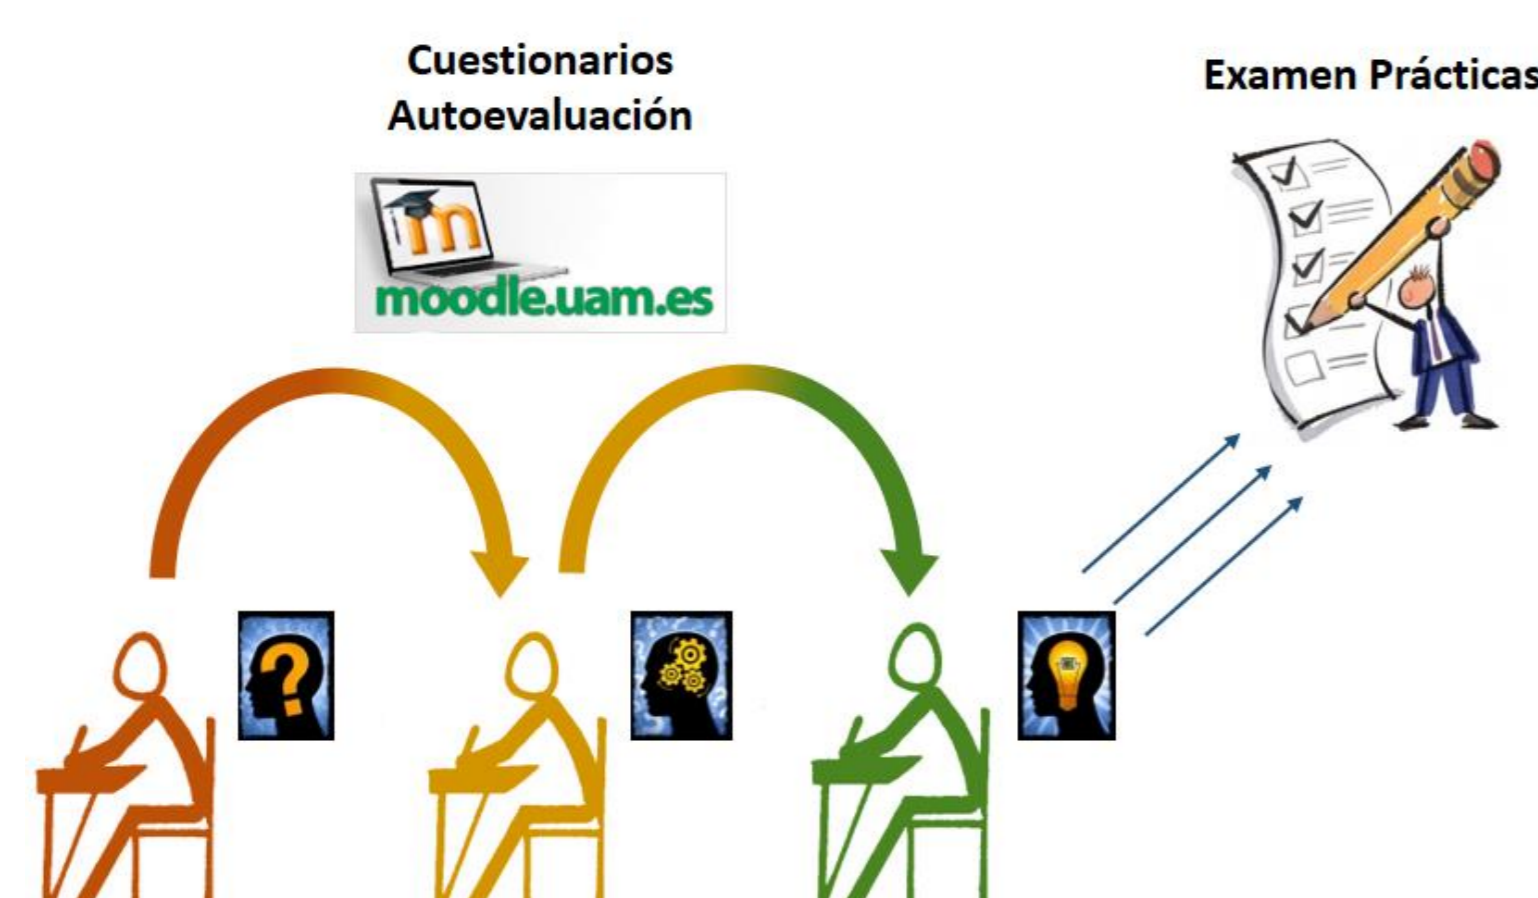 Cuestionarios
Autoevaluación
Examen Prácticas
m
moodle.uam.es
?